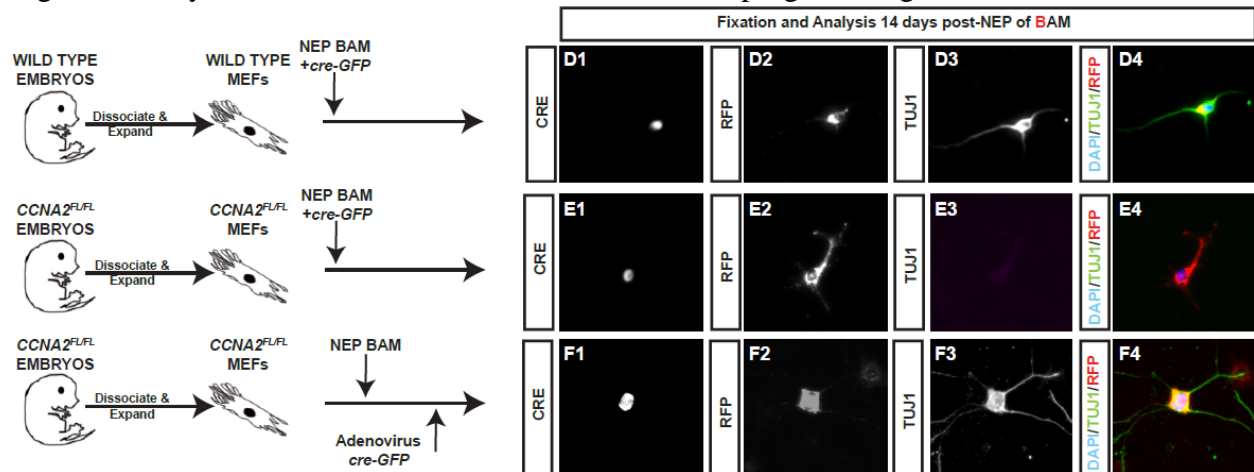 Fixation and Analysis 14 days post-NEP of BAM
WILD TYPE
EMBRYOS
Dissociate &
Expand
WILD TYPE
MEFs
NEP BAM
+cre-GFP
CRE
D1
RFP
D2
TUJ1
D3
DAPI/TUJ1/RFP
D4
CCNA2FL/FL
EMBRYOS
Dissociate &
Expand
CCNA2FL/FL
MEFs
NEP BAM
+cre-GFP
CRE
E1
RFP
E2
TUJ1
E3
DAPI/TUJ1/RFP
E4
CCNA2FL/FL
EMBRYOS
Dissociate &
Expand
CCNA2FL/FL
MEFs
NEP BAM
Adenovirus
cre-GFP
CRE
F1
RFP
F2
TUJ1
F3
DAPI/TUJ1/RFP
F4